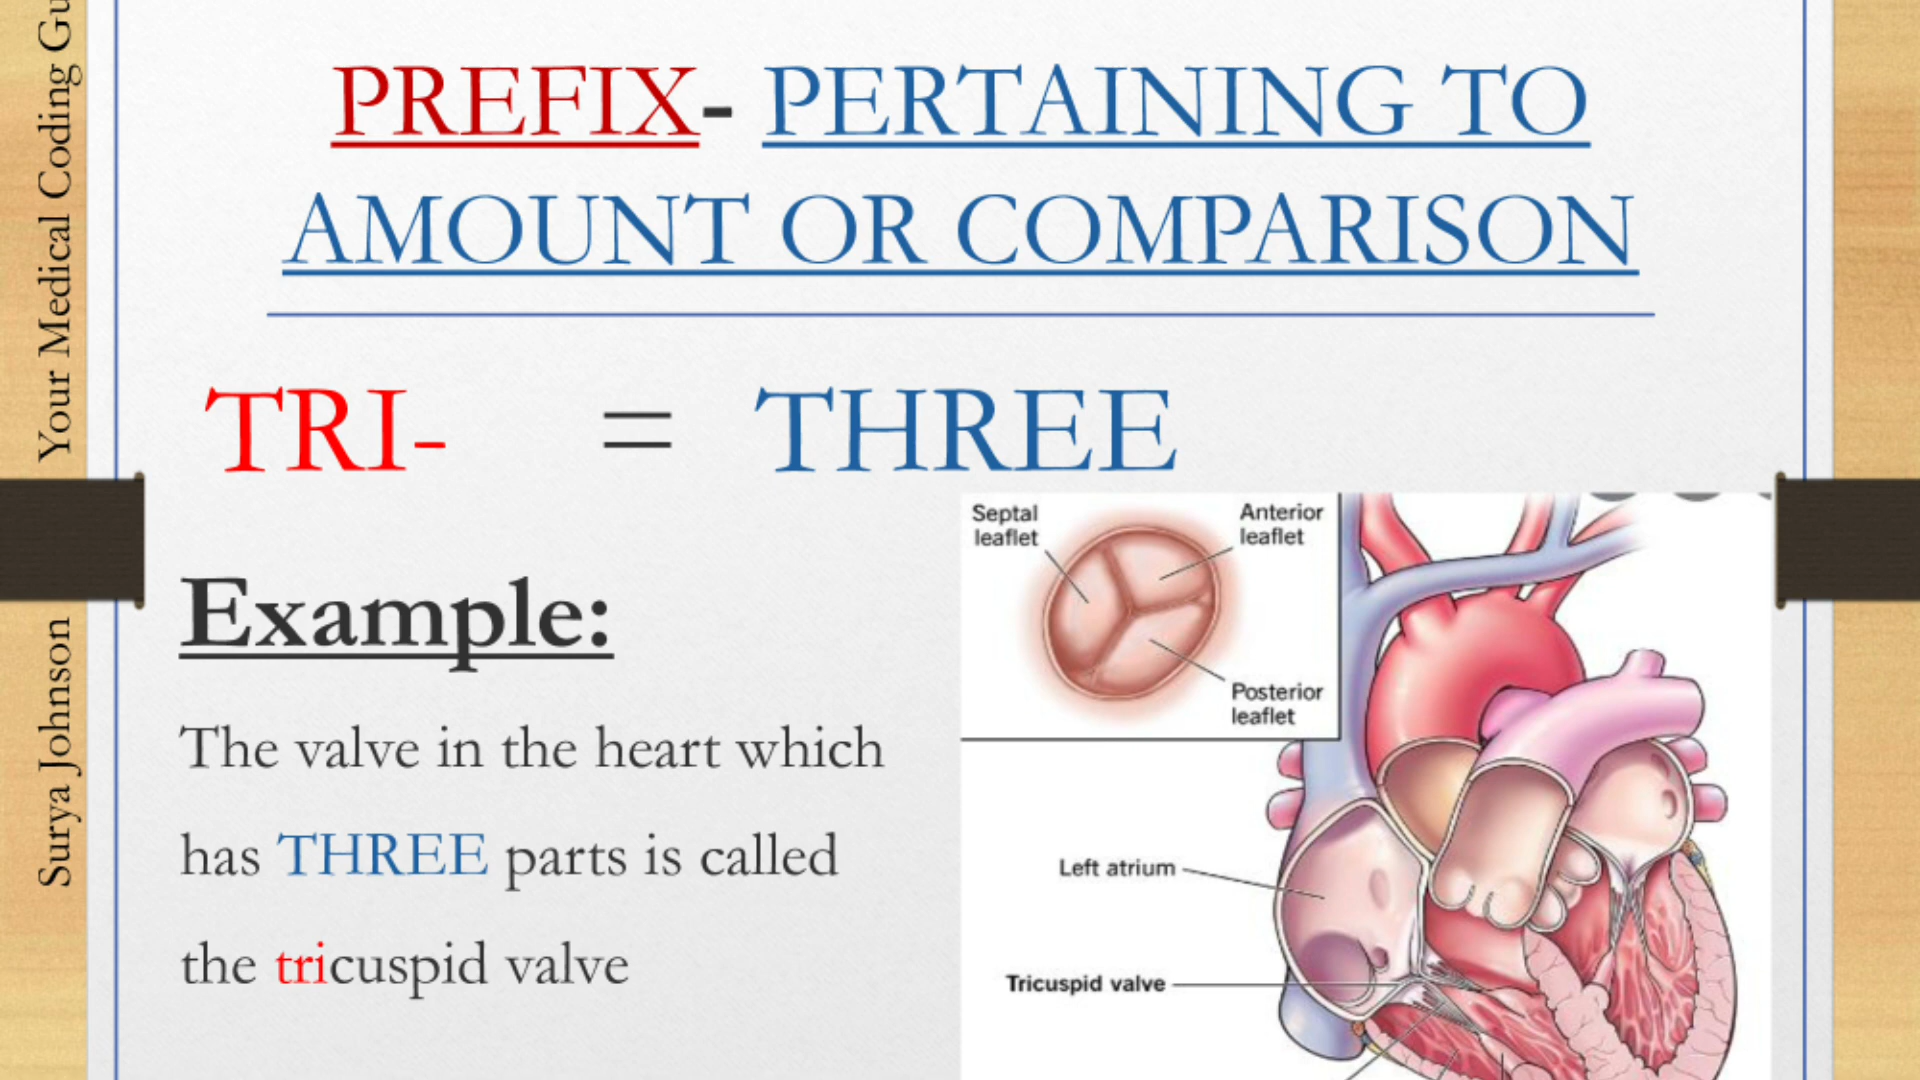 PREFIX- PERTAINING TO
AMOUNT OR COMPARISON
TRI- = THREE
Example:
The valve in the heart which
has THREE parts is called
the tricuspid valve
Septal
leaflet
Anterior
leaflet
Posterior
leaflet
Left atrium
Tricuspid valve
Surya Johnson
Your Medical Coding Gu